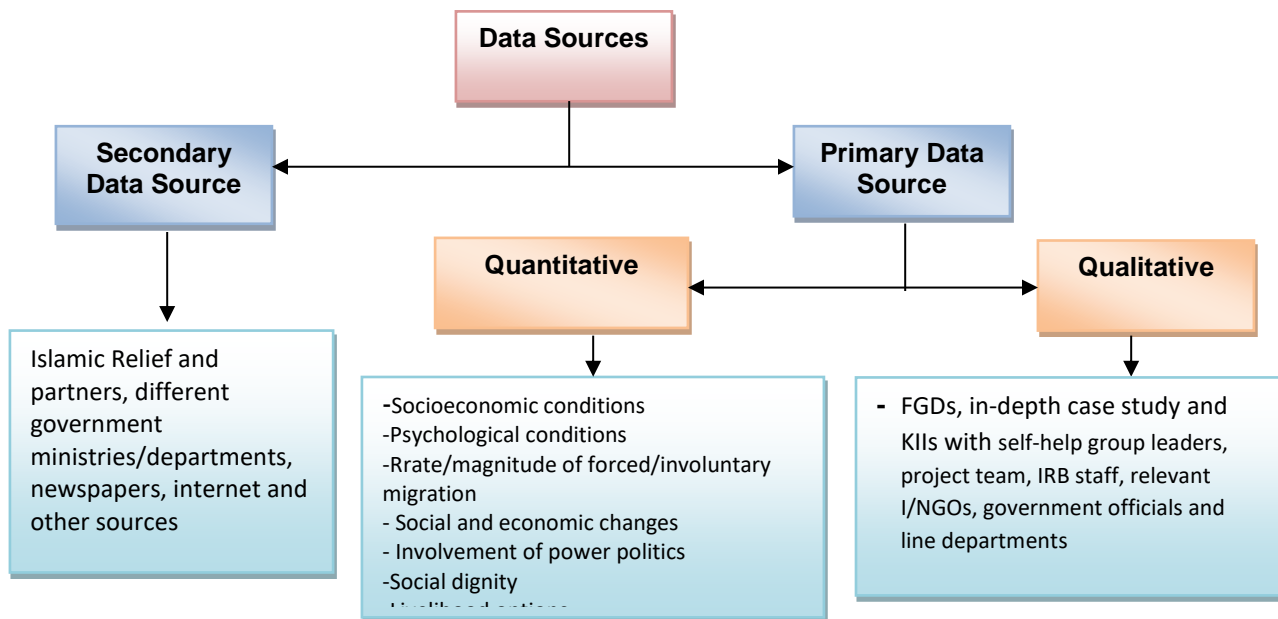 Data Sources
Secondary
Data Source
Primary Data
Source
Quantitative
Qualitative
Islamic Relief and
partners, different
government
ministries/departments,
newspapers, internet and
other sources
-Socioeconomic conditions
-Psychological conditions
-Rrate/magnitude of forced/involuntary
migration
- Social and economic changes
- Involvement of power politics
-Social dignity
- FGDs, in-depth case study and
KIIs with self-help group leaders,
project team, IRB staff, relevant
I/NGOs, government officials and
line departments